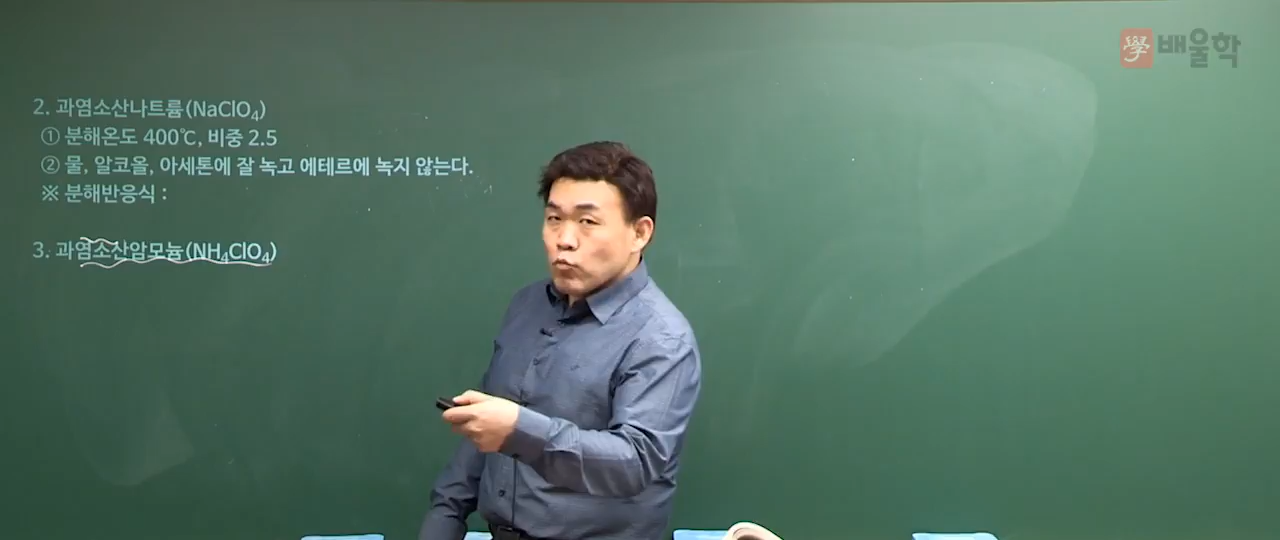 學 배울학
2. 과염소산나트륨(NaClO₄)
① 분해온도 400℃, 비중 2.5
② 물, 알코올, 아세톤에 잘 녹고 에테르에 녹지 않는다.
※ 분해반응식 :
3. 과염소산암모늄(NH₄ClO₄)